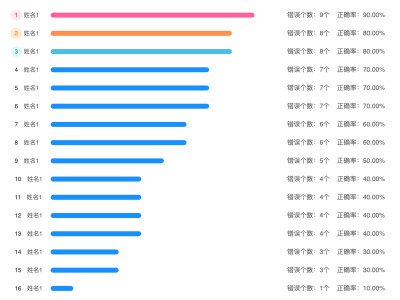 1 姓名1 错误个数：9个 正确率：90.00%
2 姓名1 错误个数：8个 正确率：80.00%
3 姓名1 错误个数：8个 正确率：80.00%
4 姓名1 错误个数：7个 正确率：70.00%
5 姓名1 错误个数：7个 正确率：70.00%
6 姓名1 错误个数：7个 正确率：70.00%
7 姓名1 错误个数：6个 正确率：60.00%
8 姓名1 错误个数：6个 正确率：60.00%
9 姓名1 错误个数：5个 正确率：50.00%
10 姓名1 错误个数：4个 正确率：40.00%
11 姓名1 错误个数：4个 正确率：40.00%
12 姓名1 错误个数：4个 正确率：40.00%
13 姓名1 错误个数：4个 正确率：40.00%
14 姓名1 错误个数：3个 正确率：30.00%
15 姓名1 错误个数：3个 正确率：30.00%
16 姓名1 错误个数：1个 正确率：10.00%